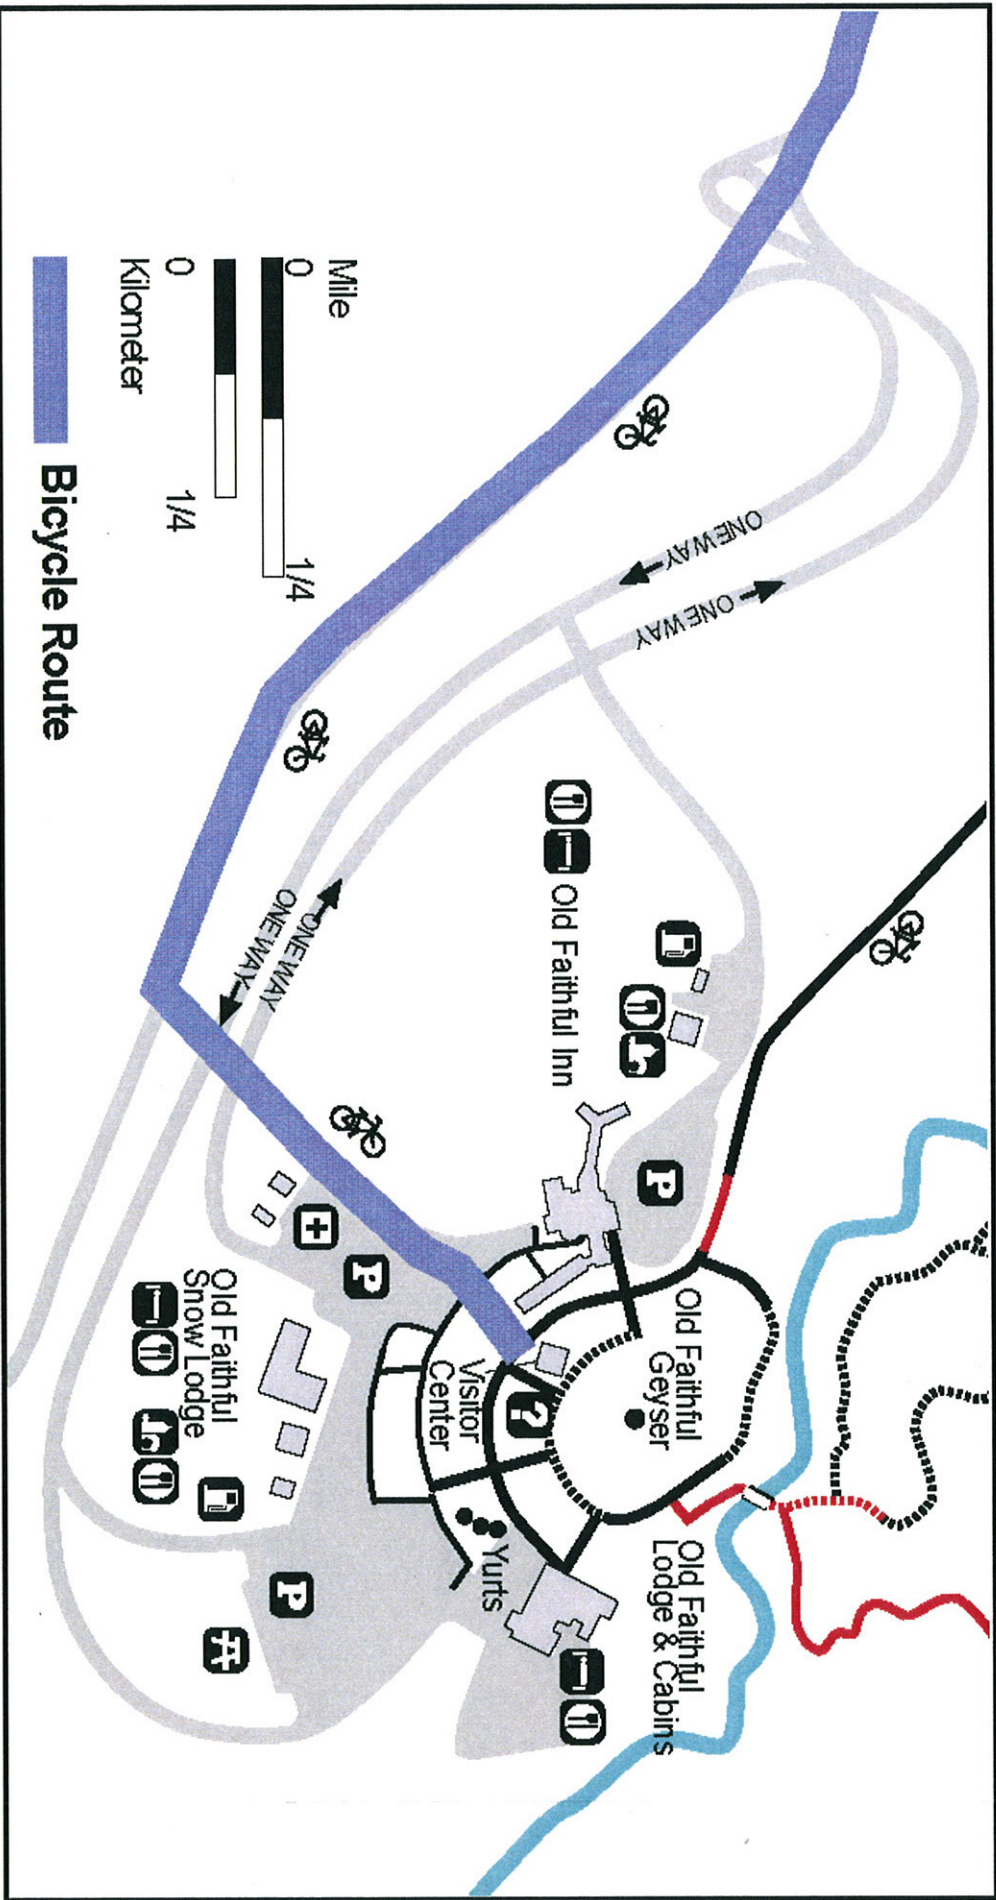 ONE WAY
ONE WAY
ONE WAY
ONE WAY
Old Faithful Inn
P
Old Faithful
Geyser
Old Faithful
Lodge & Cabins
?
Visitor
Center
Yurts
P
Old Faithful
Snow Lodge
P
Mile
0
1/4
0
1/4
Kilometer
Bicycle Route